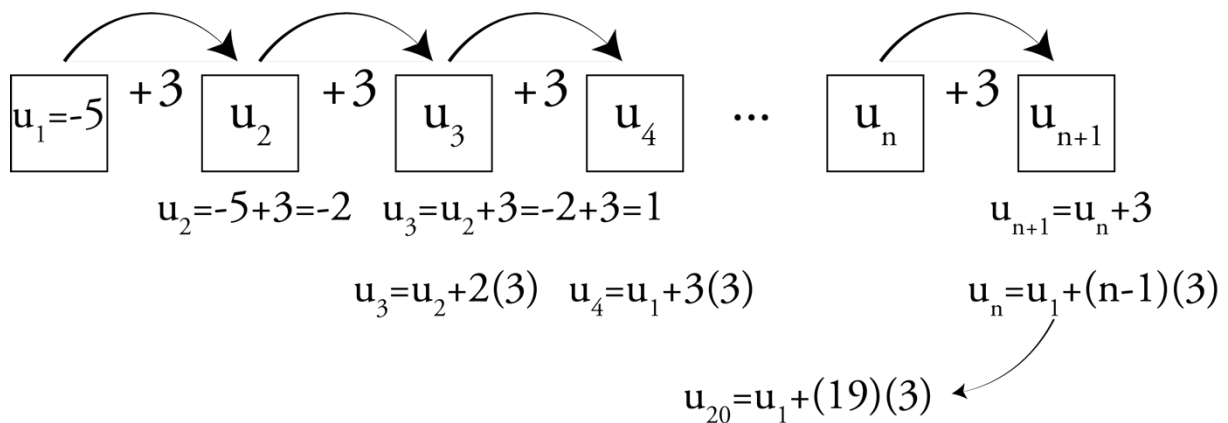 +3 +3 +3 +3
u₁=-5 u₂ u₃ u₄ ... uₙ uₙ₊₁
u₂=-5+3=-2 u₃=u₂+3=-2+3=1 uₙ₊₁=uₙ+3
u₃=u₂+2(3) u₄=u₁+3(3) uₙ=u₁+(n-1)(3)
u₂₀=u₁+(19)(3)